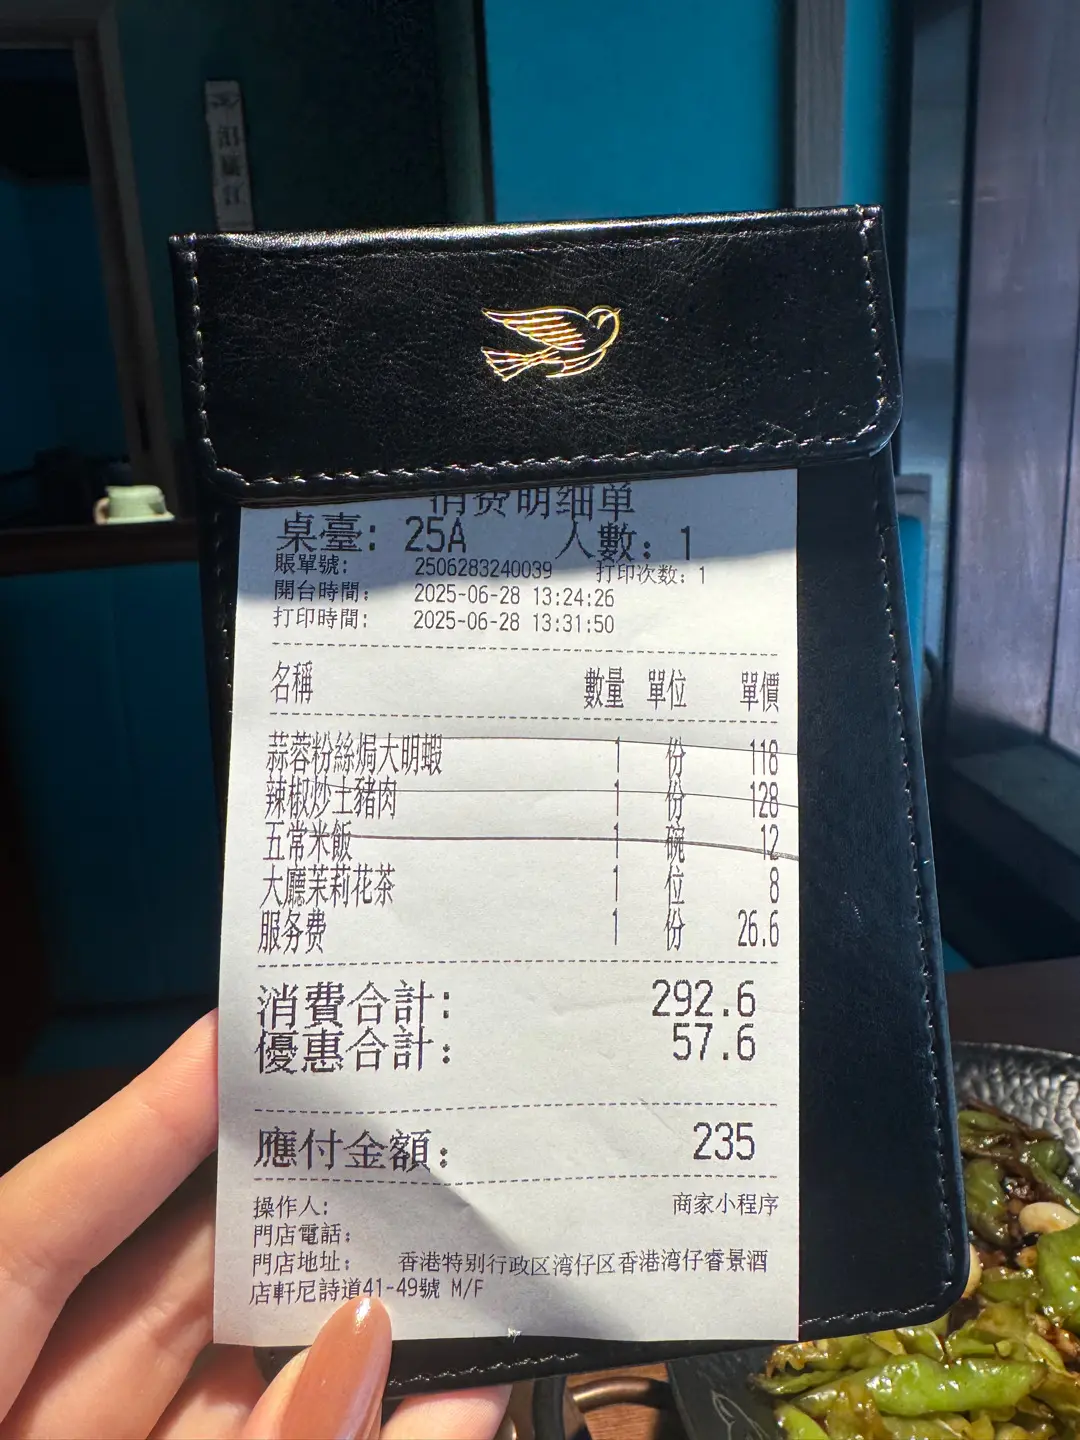 消费明细单
桌臺: 25A 人數: 1
賬單號: 2506283240039 打印次数: 1
開台時間: 2025-06-28 13:24:26
打印時間: 2025-06-28 13:31:50
名稱 數量 單位 單價
蒜蓉粉絲焗大明蝦 1 份 118
辣椒炒土豬肉 1 份 128
五常米飯 1 碗 12
大廳茉莉花茶 1 位 8
服务费 1 份 26.6
消費合計: 292.6
優惠合計: 57.6
應付金額: 235
操作人: 商家小程序
門店電話:
門店地址: 香港特别行政区湾仔区香港湾仔睿景酒
店軒尼詩道41-49號 M/F